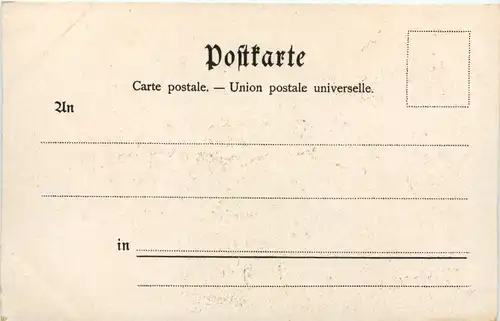 Postkarte
Carte postale. — Union postale universelle.
An
in